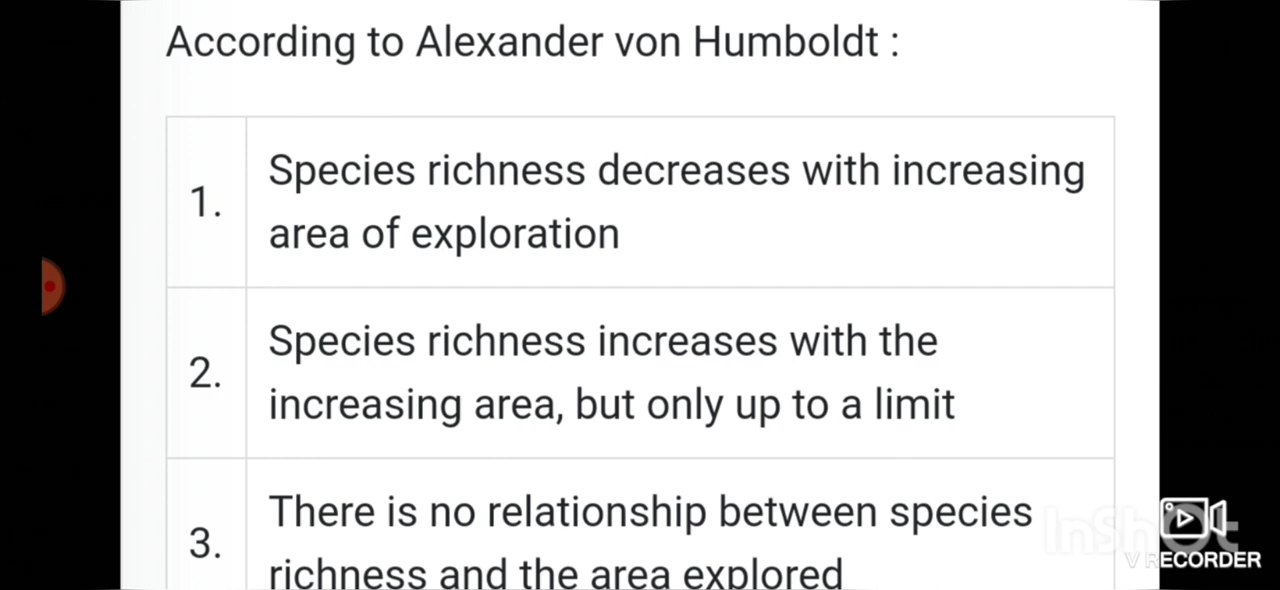 According to Alexander von Humboldt :
1.
Species richness decreases with increasing
area of exploration
2.
Species richness increases with the
increasing area, but only up to a limit
3.
There is no relationship between species
richness and the area explored
InShOt
V RECORDER